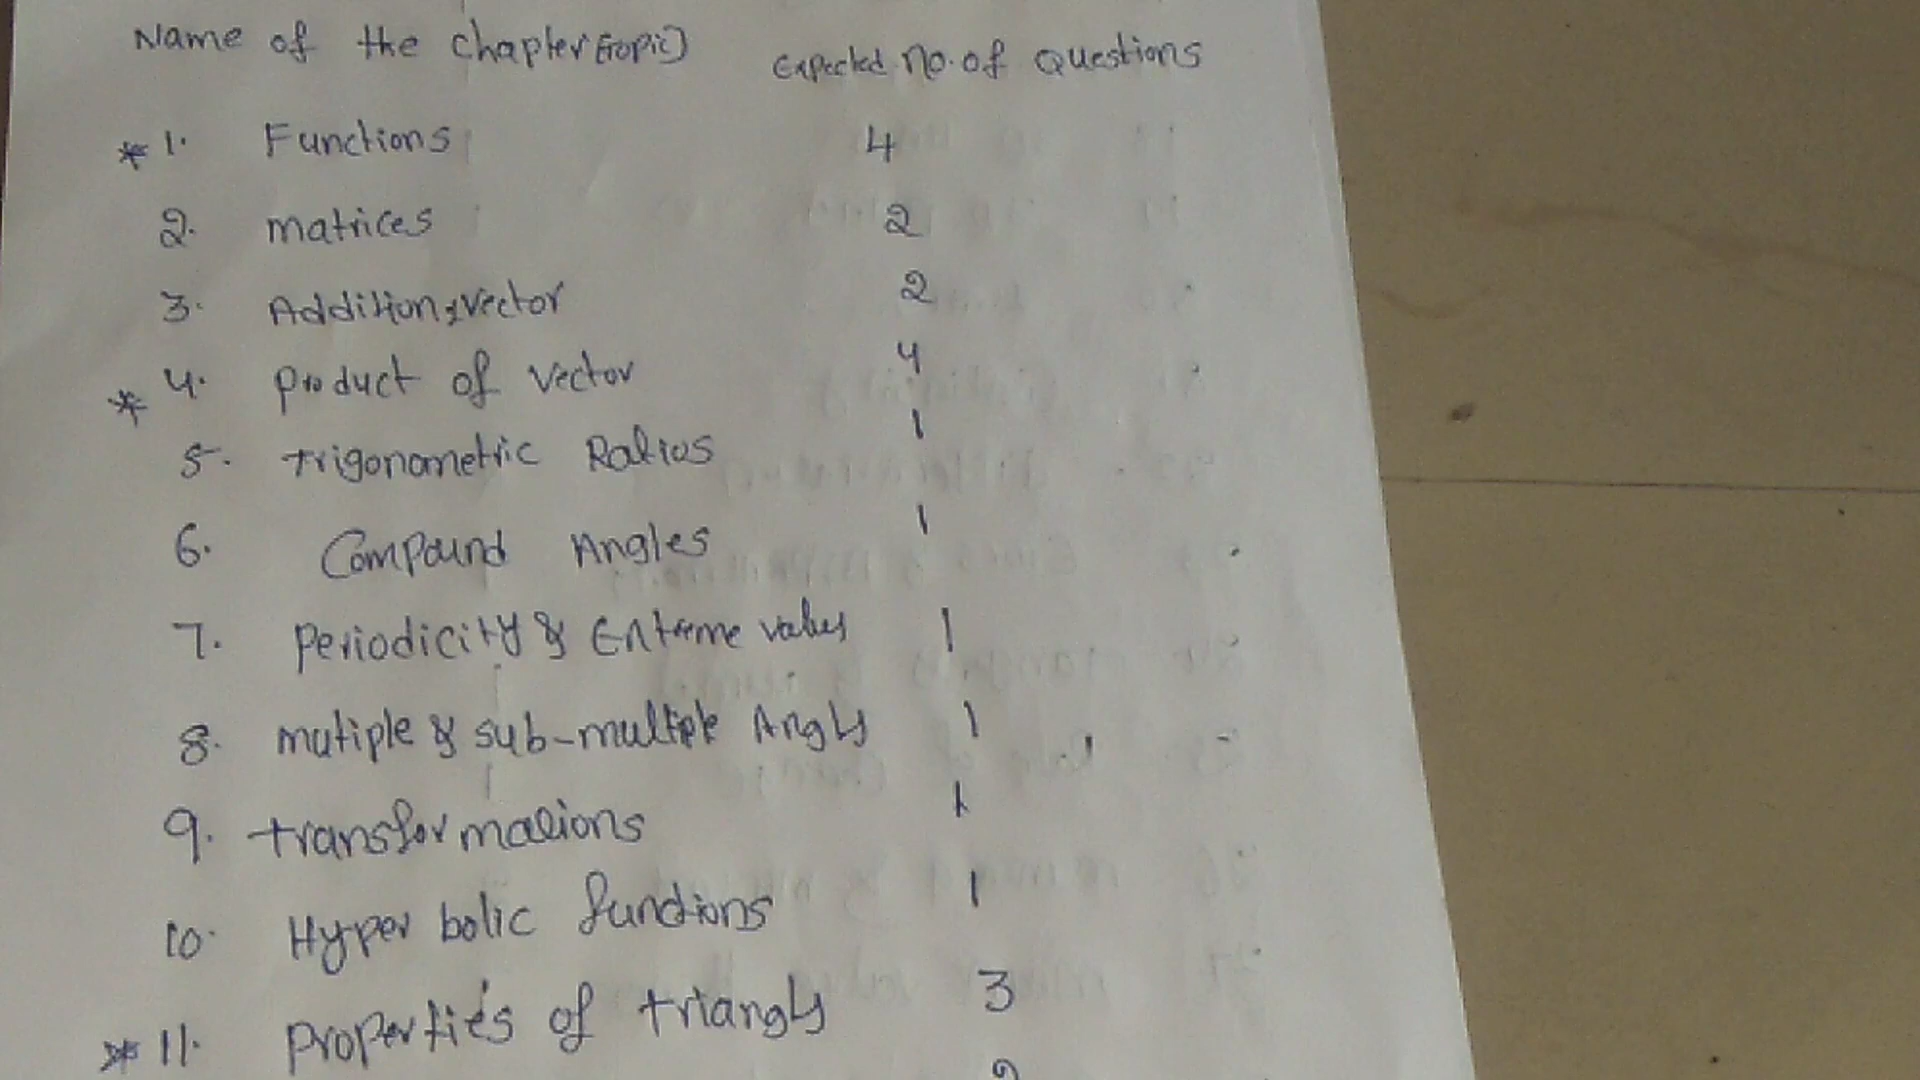 Name of the Chapter (Topic) Expected No. of Questions
* 1. Functions 4
2. matrices 2
3. Addition, vector 2
* 4. product of vector 4
5. Trigonometric Ratios 1
6. Compound Angles 1
7. Periodicity & Extreme values 1
8. mutiple & sub-multiple Angles 1
9. transformations 1
10. Hyper bolic functions 1
* 11. properties of triangles 3